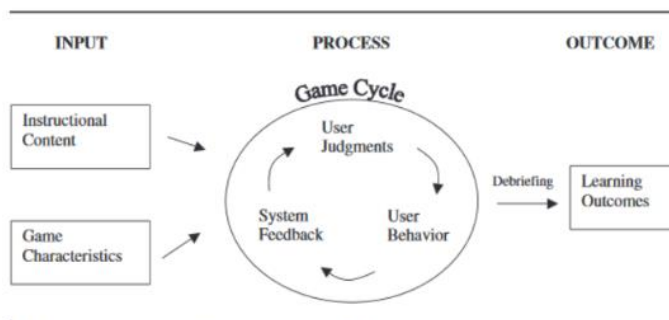 INPUT
PROCESS
OUTCOME
Game Cycle
Instructional
Content
Game
Characteristics
User
Judgments
System
Feedback
User
Behavior
Debriefing
Learning
Outcomes